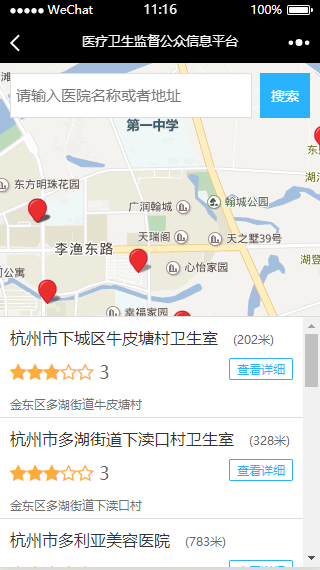 WeChat 11:16 100%
医疗卫生监督公众信息平台
滩
请输入医院名称或者地址 搜索
第一中学
东方明珠花园
广润翰城
翰城公园
李渔东路
天瑞阁
天之墅39号
心怡家园
可公寓
湖登
幸福家园
杭州市下城区牛皮塘村卫生室 (202米)
3
查看详细
金东区多湖街道牛皮塘村
杭州市多湖街道下渎口村卫生室 (328米)
3
查看详细
金东区多湖街道下渎口村
杭州市多利亚美容医院 (783米)